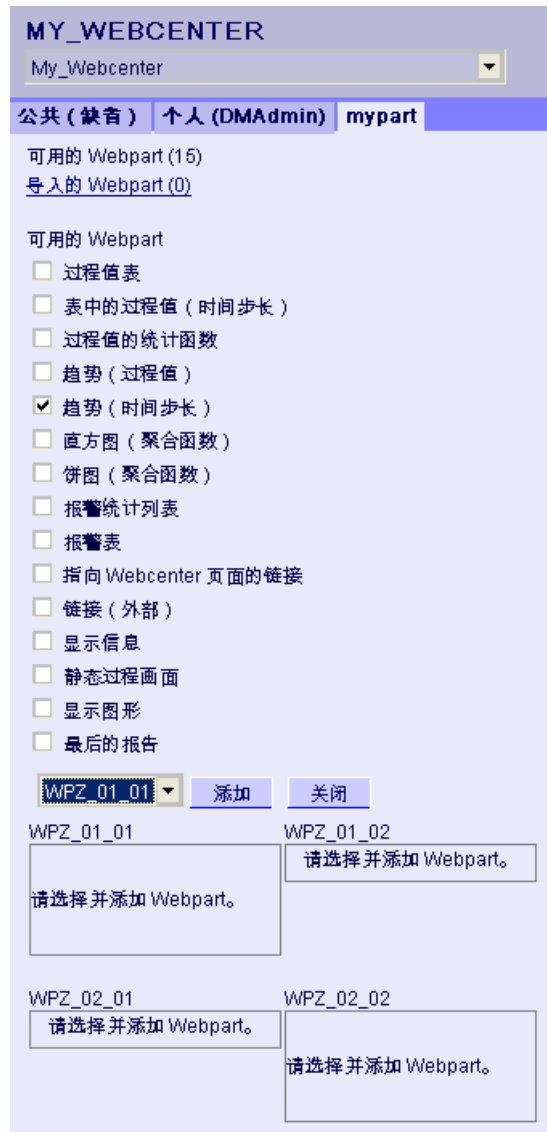 MY_WEBCENTER
My_Webcenter
公共 ( 缺省 ) 个人 (DMAdmin) mypart
可用的 Webpart (15)
导入的 Webpart (0)
可用的 Webpart
过程值表
表中的过程值 ( 时间步长 )
过程值的统计函数
趋势 ( 过程值 )
趋势 ( 时间步长 )
直方图 ( 聚合函数 )
饼图 ( 聚合函数 )
报警统计列表
报警表
指向 Webcenter 页面的链接
链接 ( 外部 )
显示信息
静态过程画面
显示图形
最后的报告
WPZ_01_01 添加 关闭
WPZ_01_01 WPZ_01_02
请选择并添加 Webpart。
请选择并添加 Webpart。
WPZ_02_01 WPZ_02_02
请选择并添加 Webpart。
请选择并添加 Webpart。